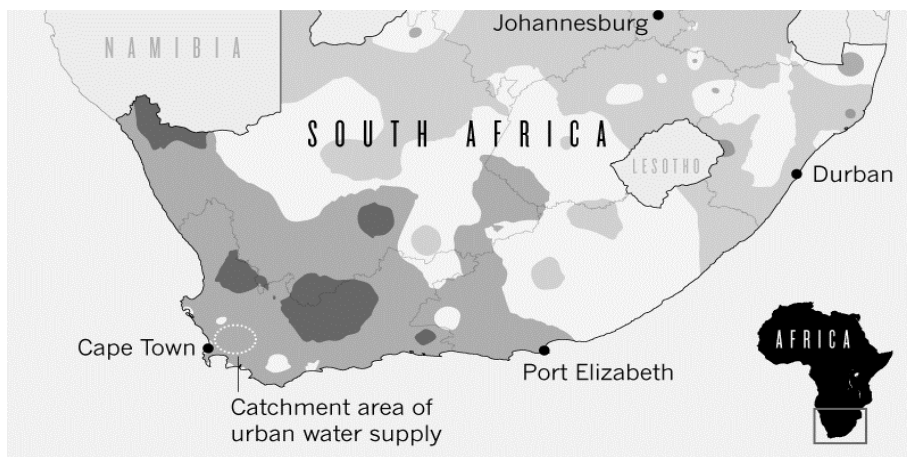 Johannesburg
NAMIBIA
SOUTH AFRICA
LESOTHO
Durban
AFRICA
Cape Town
Port Elizabeth
Catchment area of
urban water supply